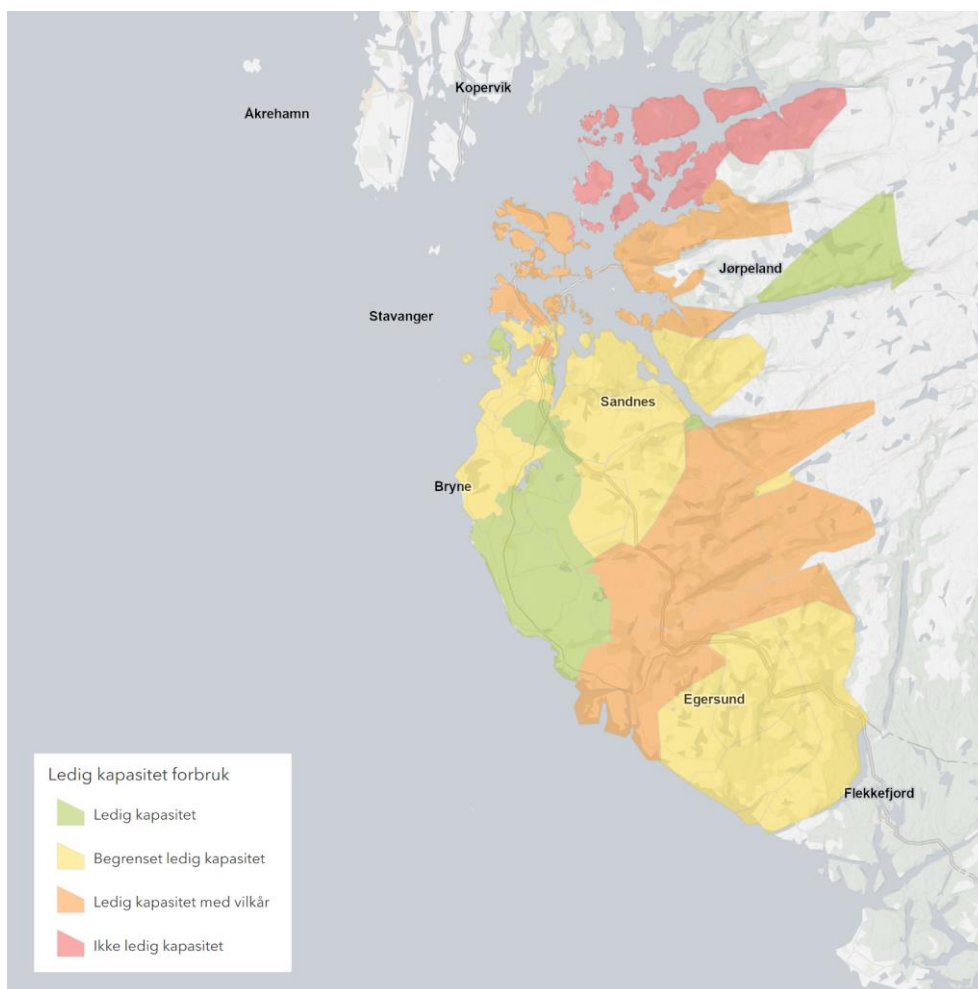 Kopervik
Åkrehamn
Jørpeland
Stavanger
Sandnes
Bryne
Egersund
Flekkefjord
Ledig kapasitet forbruk
Ledig kapasitet
Begrenset ledig kapasitet
Ledig kapasitet med vilkår
Ikke ledig kapasitet